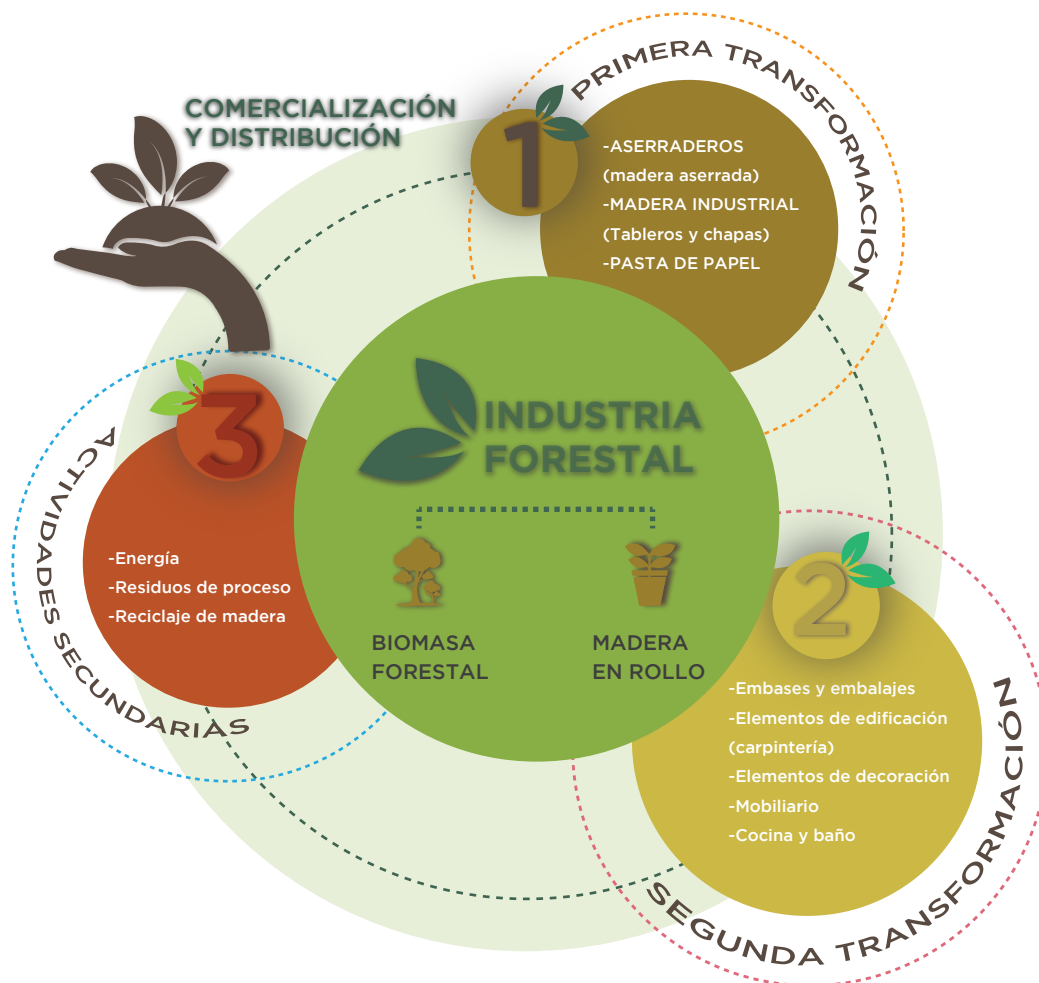 COMERCIALIZACIÓN
Y DISTRIBUCIÓN
1
PRIMERA TRANSFORMACIÓN
-ASERRADEROS
(madera aserrada)
-MADERA INDUSTRIAL
(Tableros y chapas)
-PASTA DE PAPEL
INDUSTRIA
FORESTAL
BIOMASA
FORESTAL
MADERA
EN ROLLO
2
SEGUNDA TRANSFORMACIÓN
-Embases y embalajes
-Elementos de edificación
(carpintería)
-Elementos de decoración
-Mobiliario
-Cocina y baño
3
ACTIVIDADES SECUNDARIAS
-Energía
-Residuos de proceso
-Reciclaje de madera